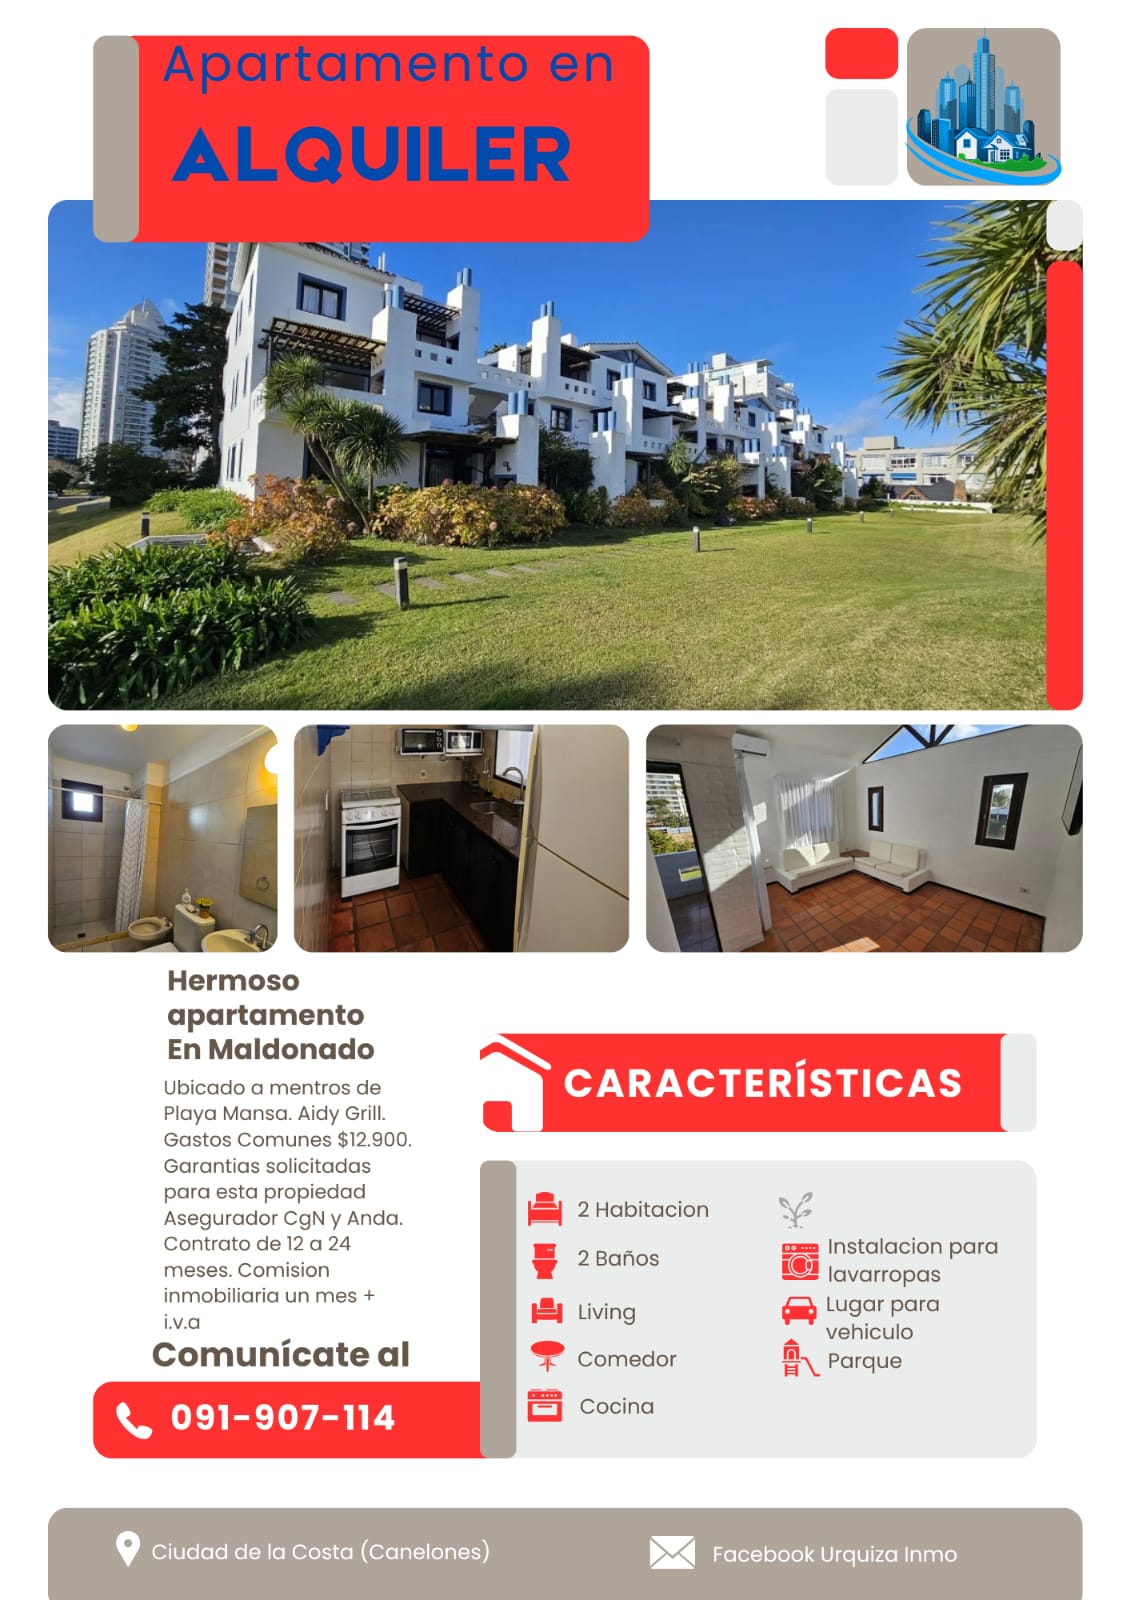 Apartamento en
ALQUILER
Hermoso
apartamento
En Maldonado
Ubicado a mentros de
Playa Mansa. Aidy Grill.
Gastos Comunes $12.900.
Garantias solicitadas
para esta propiedad
Asegurador CgN y Anda.
Contrato de 12 a 24
meses. Comision
inmobiliaria un mes +
i.v.a
Comunícate al
091-907-114
CARACTERÍSTICAS
2 Habitacion
2 Baños
Living
Comedor
Cocina
Instalacion para
lavarropas
Lugar para
vehiculo
Parque
Ciudad de la Costa (Canelones)
Facebook Urquiza Inmo